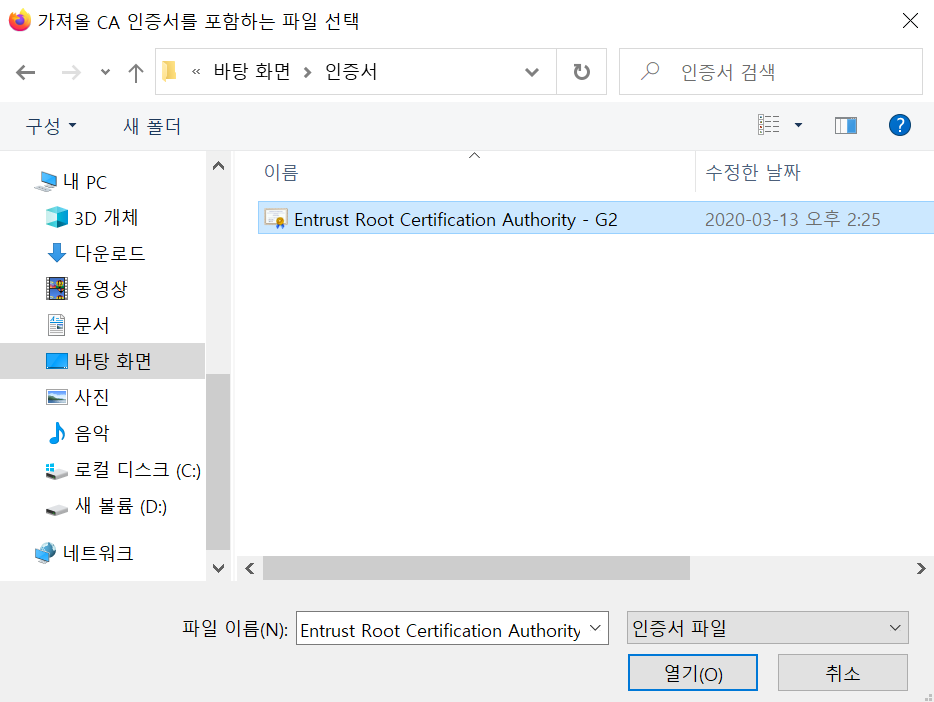 가져올 CA 인증서를 포함하는 파일 선택
« 바탕 화면 > 인증서
인증서 검색
구성
새 폴더
?
이름
수정한 날짜
내 PC
3D 개체
다운로드
동영상
문서
바탕 화면
사진
음악
로컬 디스크 (C:)
새 볼륨 (D:)
네트워크
Entrust Root Certification Authority - G2
2020-03-13 오후 2:25
파일 이름(N):
Entrust Root Certification Authority
인증서 파일
열기(O)
취소